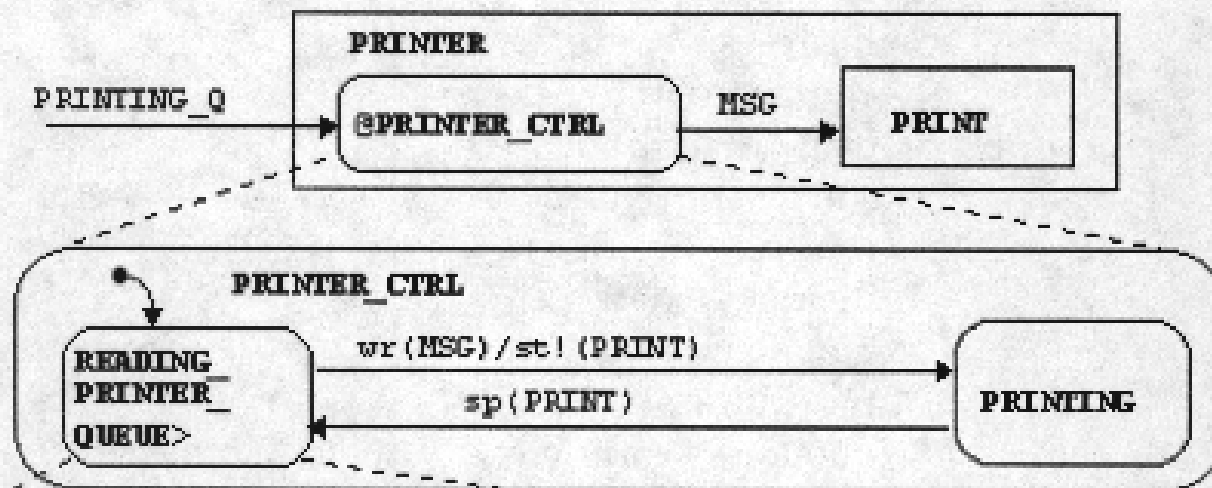 PRINTER
PRINTING_Q
@PRINTER_CTRL
MSG
PRINT
PRINTER_CTRL
READING_
PRINTER_
QUEUE>
wr(MSG)/st!(PRINT)
sp(PRINT)
PRINTING